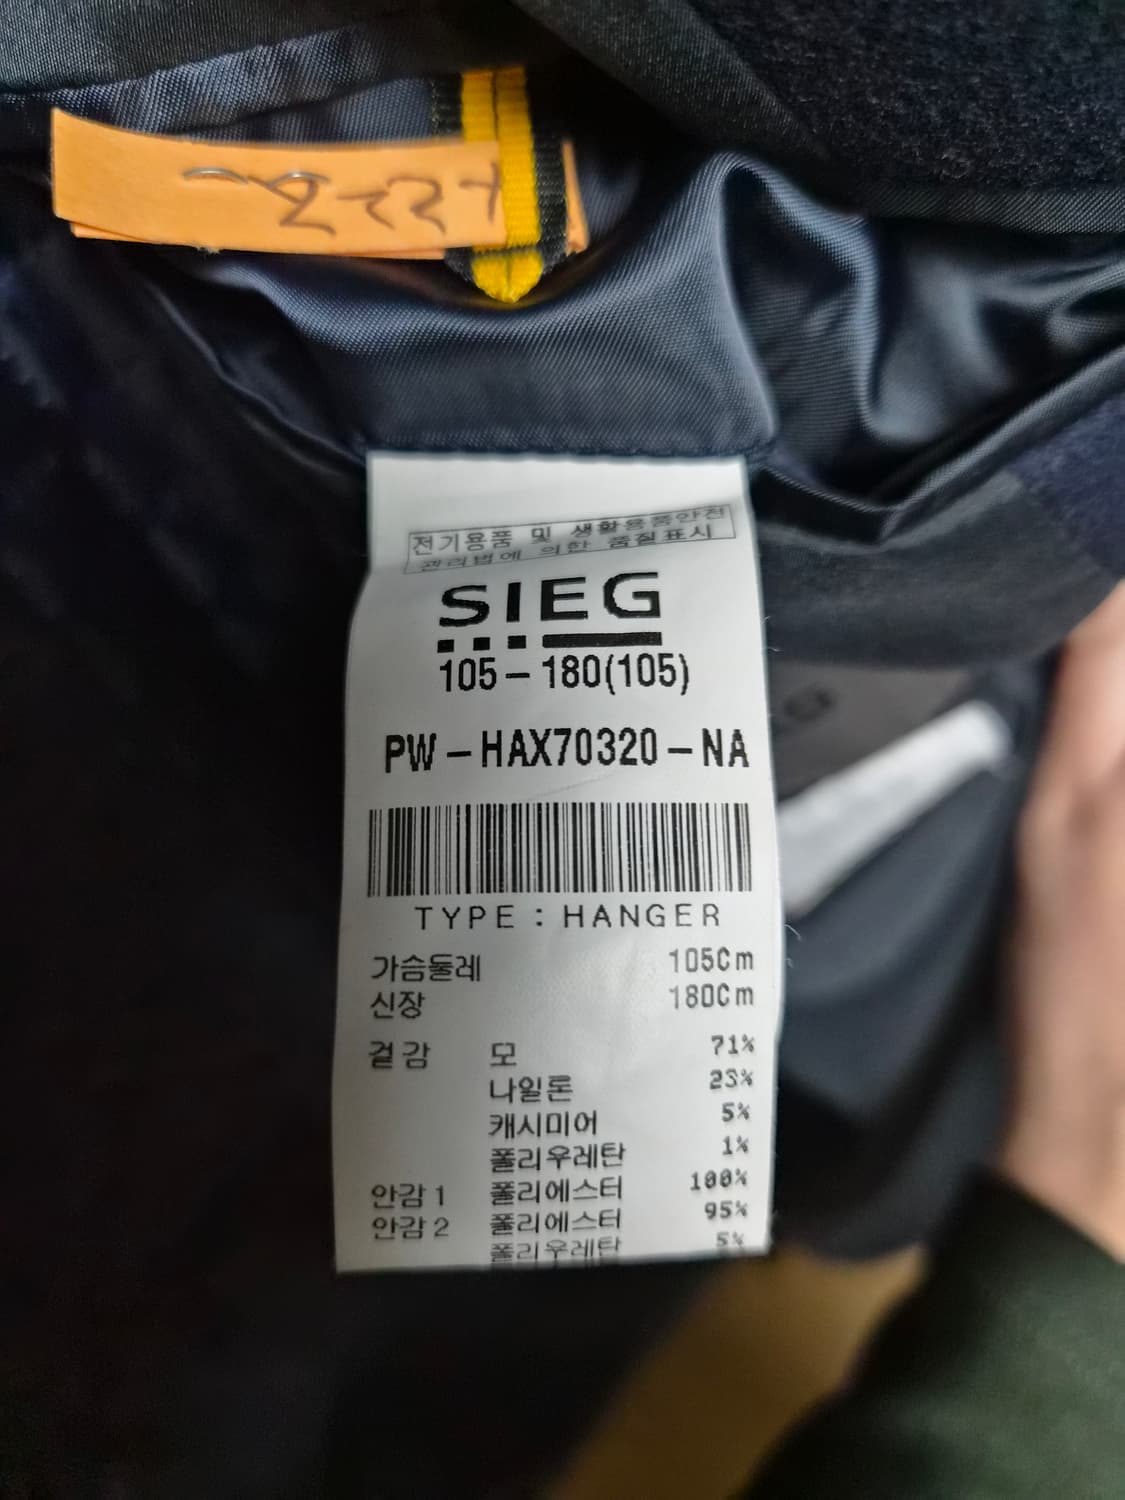 전기용품 및 생활용품안전
관리법에 의한 품질표시
SIEG
105-180(105)
PW-HAX70320-NA
TYPE : HANGER
가슴둘레 105Cm
신장 180Cm
겉감 모 71%
나일론 23%
캐시미어 5%
폴리우레탄 1%
안감1 폴리에스터 100%
안감2 폴리에스터 95%
폴리우레탄 5%